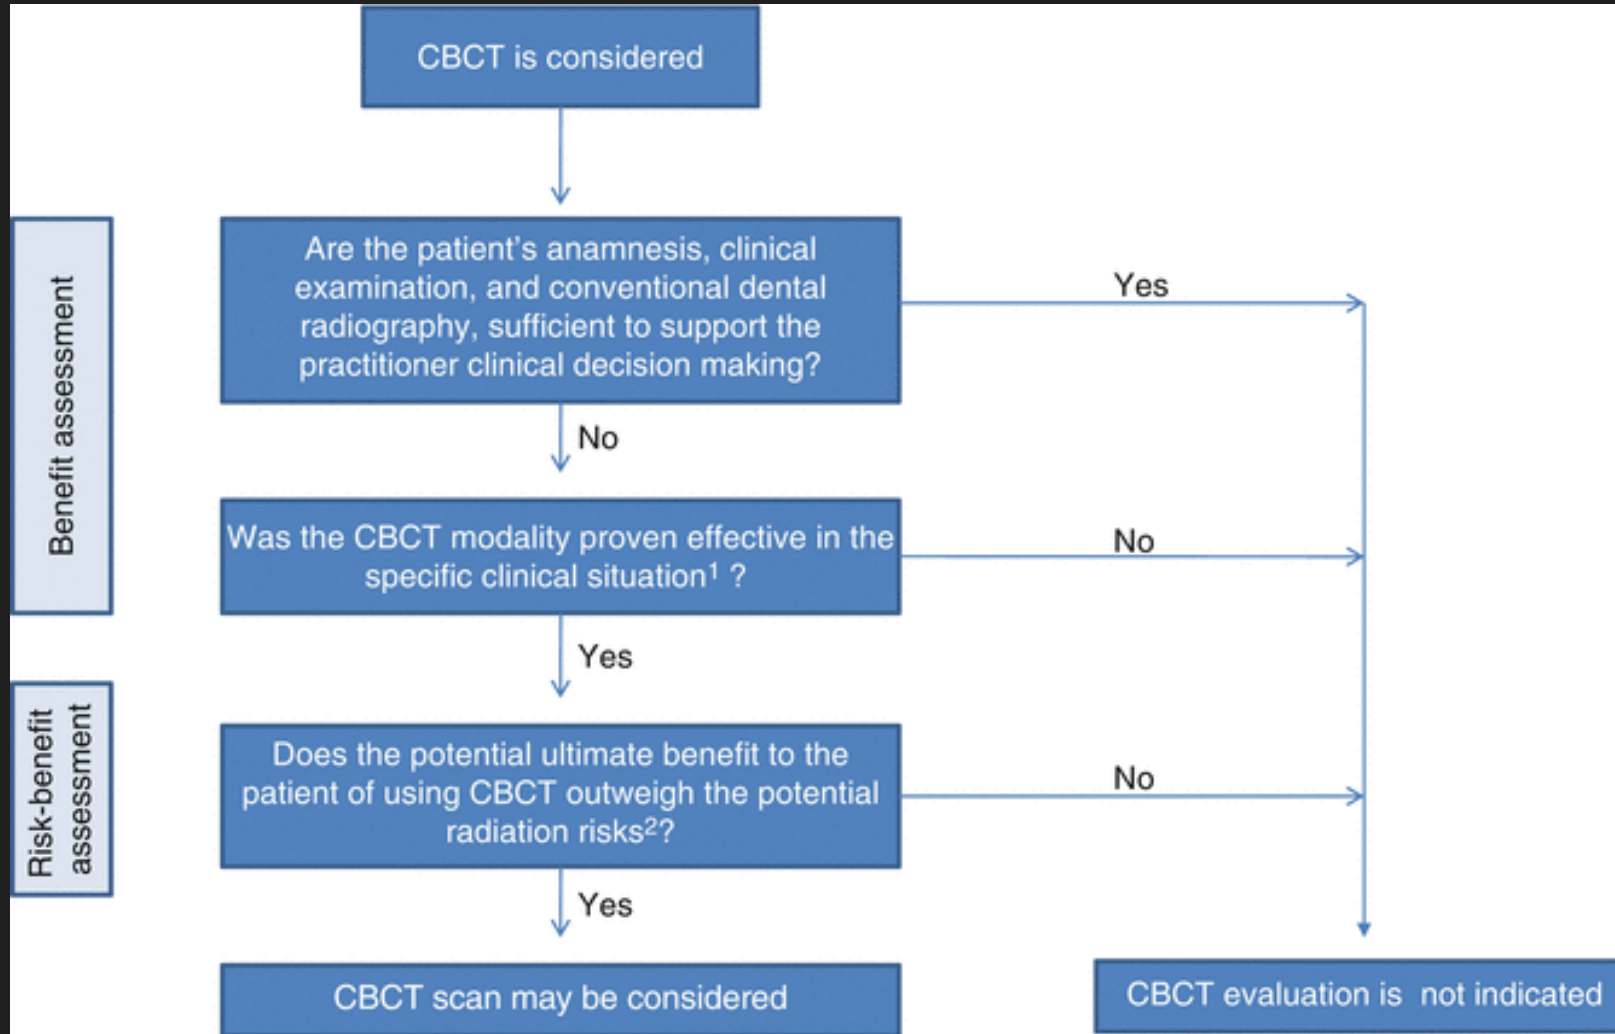 CBCT is considered
Benefit assessment
Are the patient's anamnesis, clinical
examination, and conventional dental
radiography, sufficient to support the
practitioner clinical decision making?
Yes
No
Was the CBCT modality proven effective in the
specific clinical situation¹ ?
No
Yes
Risk-benefit
assessment
Does the potential ultimate benefit to the
patient of using CBCT outweigh the potential
radiation risks²?
No
Yes
CBCT scan may be considered
CBCT evaluation is  not indicated